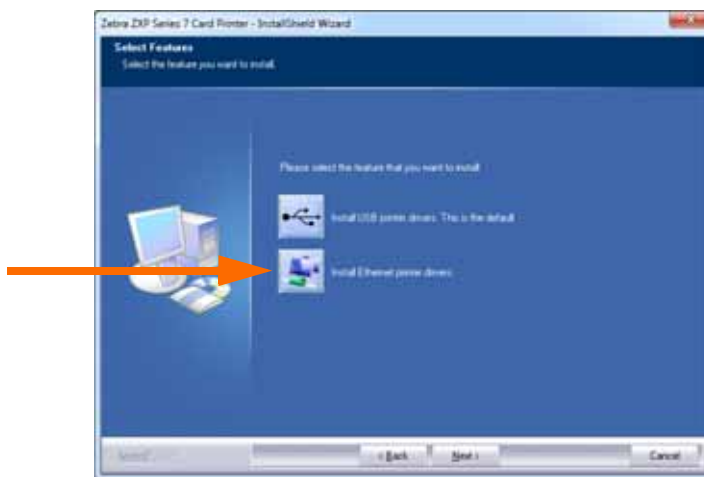 Zebra ZXP Series 7 Card Printer - InstallShield Wizard
Select Features
Select the feature you want to install.
Please select the feature that you want to install
Install USB printer drivers. This is the default
Install Ethernet printer drivers
< Back
Next >
Cancel